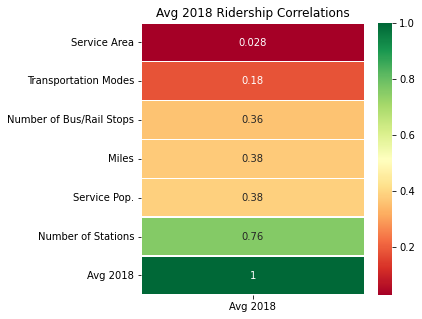 Avg 2018 Ridership Correlations
Service Area
0.028
Transportation Modes
0.18
Number of Bus/Rail Stops
0.36
Miles
0.38
Service Pop.
0.38
Number of Stations
0.76
Avg 2018
1
Avg 2018
1.0
0.8
0.6
0.4
0.2